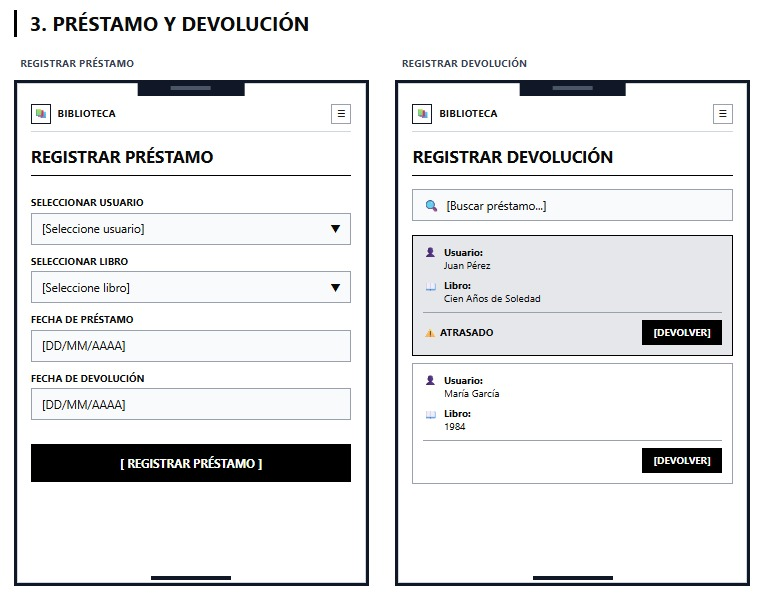 3. PRÉSTAMO Y DEVOLUCIÓN
REGISTRAR PRÉSTAMO
BIBLIOTECA
REGISTRAR PRÉSTAMO
SELECCIONAR USUARIO
[Seleccione usuario]
SELECCIONAR LIBRO
[Seleccione libro]
FECHA DE PRÉSTAMO
[DD/MM/AAAA]
FECHA DE DEVOLUCIÓN
[DD/MM/AAAA]
[ REGISTRAR PRÉSTAMO ]
REGISTRAR DEVOLUCIÓN
BIBLIOTECA
REGISTRAR DEVOLUCIÓN
[Buscar préstamo...]
Usuario:
Juan Pérez
Libro:
Cien Años de Soledad
ATRASADO
[DEVOLVER]
Usuario:
María García
Libro:
1984
[DEVOLVER]